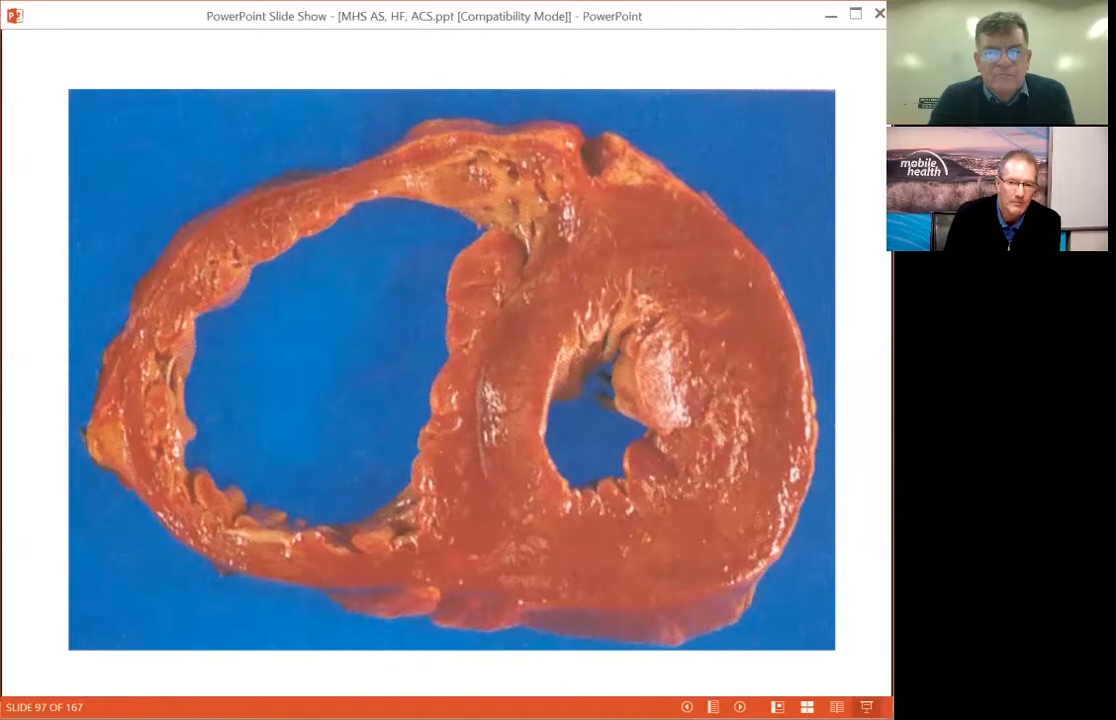 PowerPoint Slide Show - [MHS AS, HF, ACS.ppt [Compatibility Mode]] - PowerPoint
mobile
health
SLIDE 97 OF 167